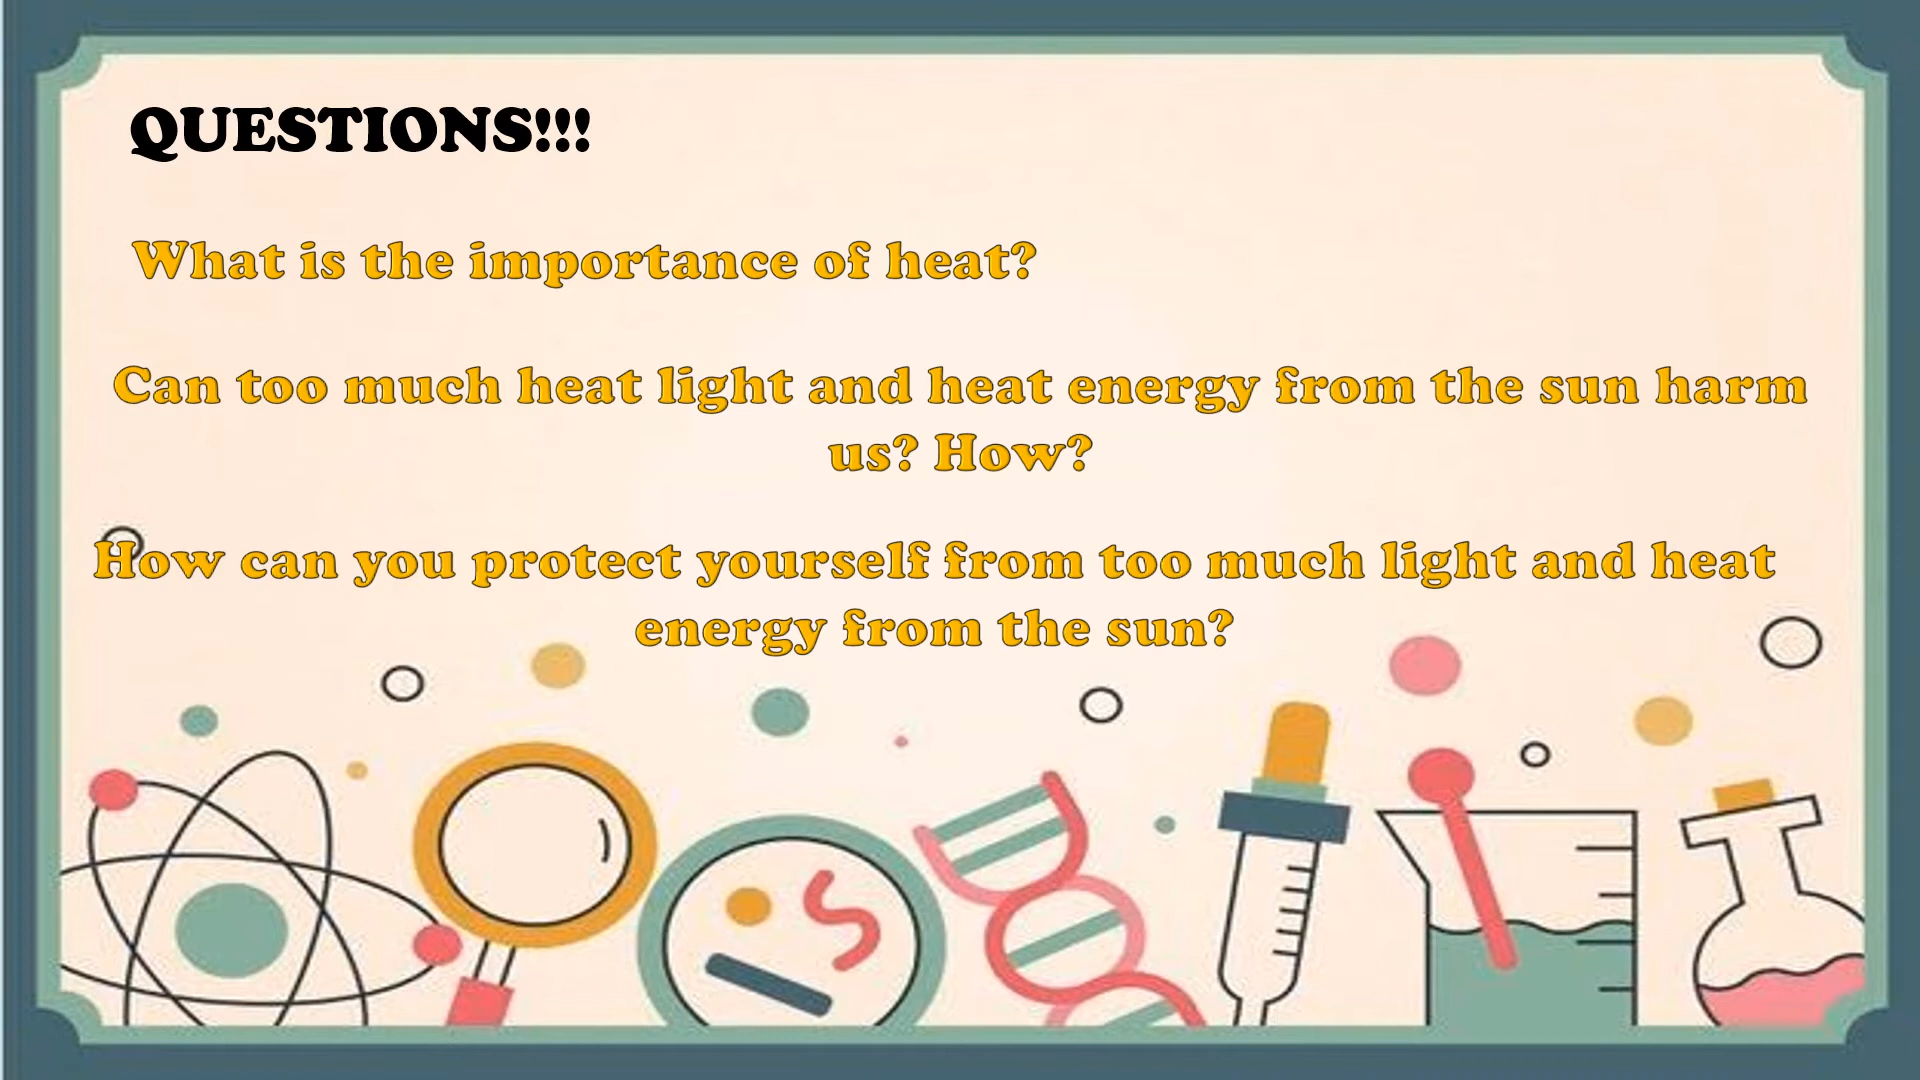 QUESTIONS!!!
What is the importance of heat?
Can too much heat light and heat energy from the sun harm
us? How?
How can you protect yourself from too much light and heat
energy from the sun?